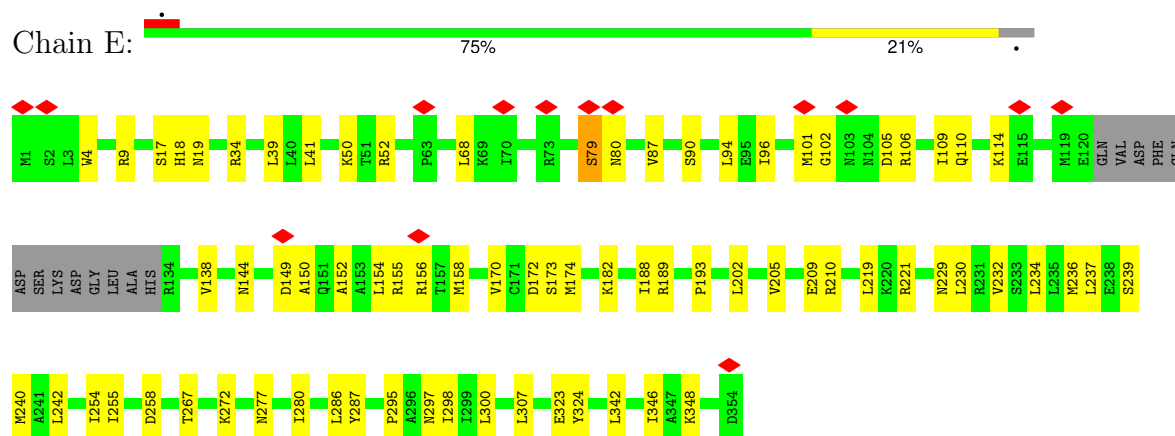 Chain E:
75%
21%
M1 S2 L3 W4 R9 S17 H18 N19 R34 L39 L40 L41 K50 T51 R52 P63 L68 K69 I70 R73 S79 N80 V87 S90 L94 E95 I96 M101 G102 N103 N104 D105 R106 I109 Q110 K114 E115 M119 E120 GLN VAL ASP PHE GLN
ASP SER LYS ASP GLY LEU ALA HIS R134 V138 N144 D149 A150 Q151 A152 A153 L154 R155 R156 T157 M158 V170 C171 D172 S173 M174 K182 I188 R189 P193 L202 V205 E209 R210 L219 K220 R221 N229 L230 R231 V232 S233 L234 L235 M236 L237 E238 S239
M240 A241 L242 I254 I255 D258 T267 K272 N277 I280 L286 Y287 P295 A296 N297 I298 I299 L300 L307 E323 Y324 L342 I346 A347 K348 D354